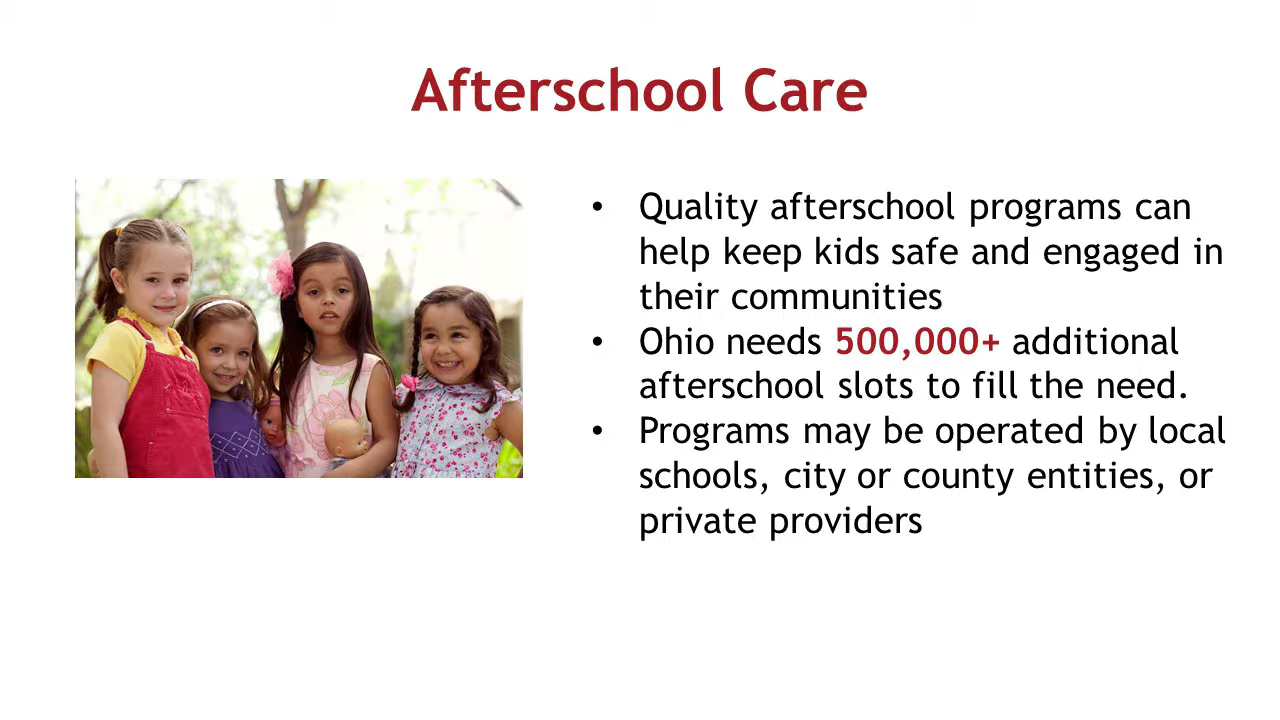 Afterschool Care
• Quality afterschool programs can
help keep kids safe and engaged in
their communities
• Ohio needs 500,000+ additional
afterschool slots to fill the need.
• Programs may be operated by local
schools, city or county entities, or
private providers